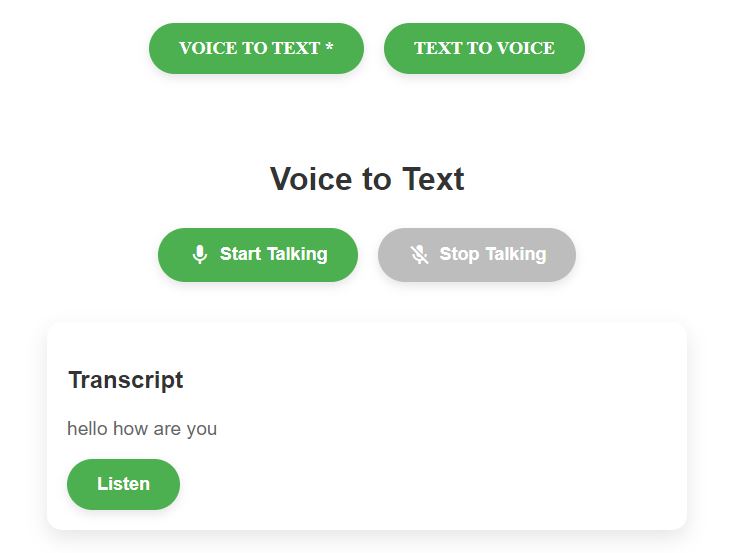 VOICE TO TEXT * TEXT TO VOICE
Voice to Text
Start Talking Stop Talking
Transcript
hello how are you
Listen